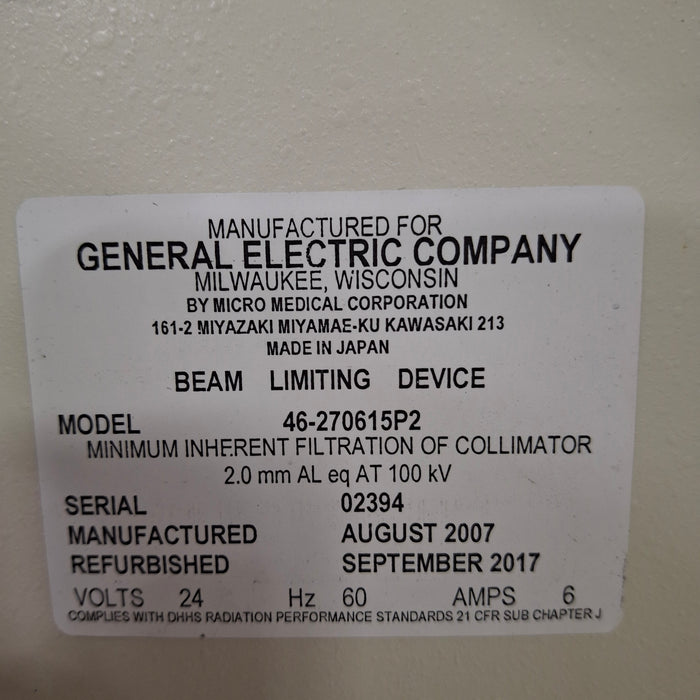 MANUFACTURED FOR
GENERAL ELECTRIC COMPANY
MILWAUKEE, WISCONSIN
BY MICRO MEDICAL CORPORATION
161-2 MIYAZAKI MIYAMAE-KU KAWASAKI 213
MADE IN JAPAN
BEAM LIMITING DEVICE
MODEL 46-270615P2
MINIMUM INHERENT FILTRATION OF COLLIMATOR
2.0 mm AL eq AT 100 kV
SERIAL 02394
MANUFACTURED AUGUST 2007
REFURBISHED SEPTEMBER 2017
VOLTS 24 Hz 60 AMPS 6
COMPLIES WITH DHHS RADIATION PERFORMANCE STANDARDS 21 CFR SUB CHAPTER J